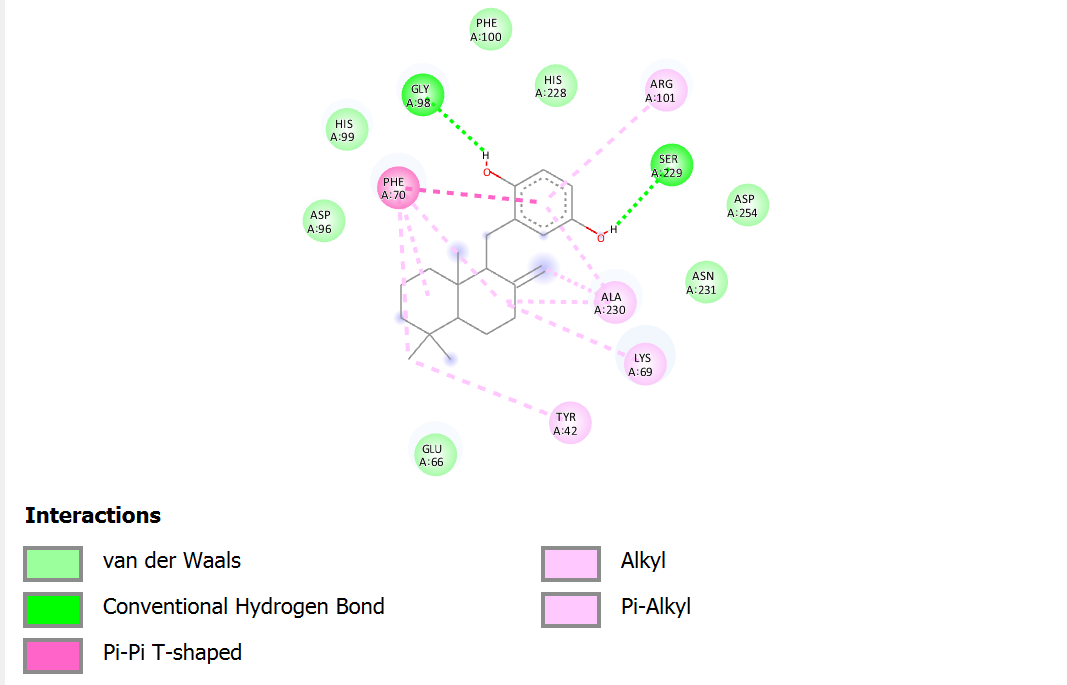 PHE
A:100
HIS
A:228
GLY
A:98
ARG
A:101
HIS
A:99
H
O
SER
A:229
PHE
A:70
ASP
A:254
ASP
A:96
H
O
ASN
A:231
ALA
A:230
LYS
A:69
TYR
A:42
GLU
A:66
Interactions
van der Waals
Conventional Hydrogen Bond
Pi-Pi T-shaped
Alkyl
Pi-Alkyl